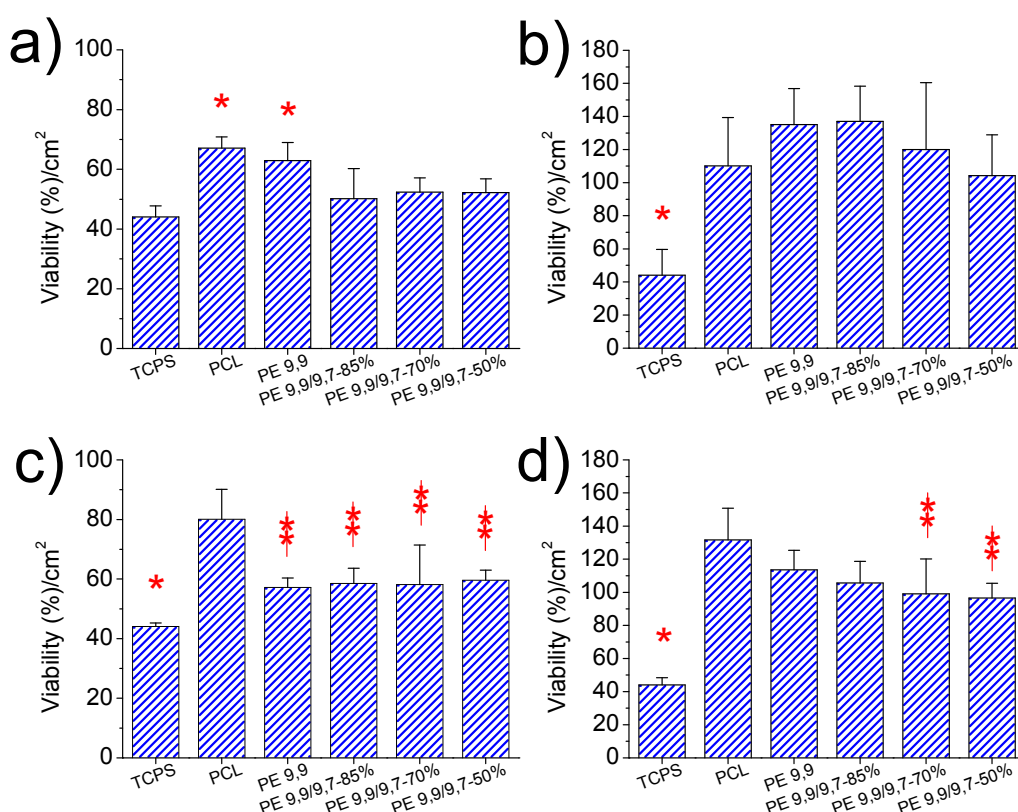 a)
Viability (%)/cm²
100
80
60
40
20
0
TCPS
PCL
PE 9,9
PE 9,9/9,7-85%
PE 9,9/9,7-70%
PE 9,9/9,7-50%
*
*
b)
Viability (%)/cm²
180
160
140
120
100
80
60
40
20
0
TCPS
PCL
PE 9,9
PE 9,9/9,7-85%
PE 9,9/9,7-70%
PE 9,9/9,7-50%
*
c)
Viability (%)/cm²
100
80
60
40
20
0
TCPS
PCL
PE 9,9
PE 9,9/9,7-85%
PE 9,9/9,7-70%
PE 9,9/9,7-50%
*
**
**
**
**
d)
Viability (%)/cm²
180
160
140
120
100
80
60
40
20
0
TCPS
PCL
PE 9,9
PE 9,9/9,7-85%
PE 9,9/9,7-70%
PE 9,9/9,7-50%
*
**
**